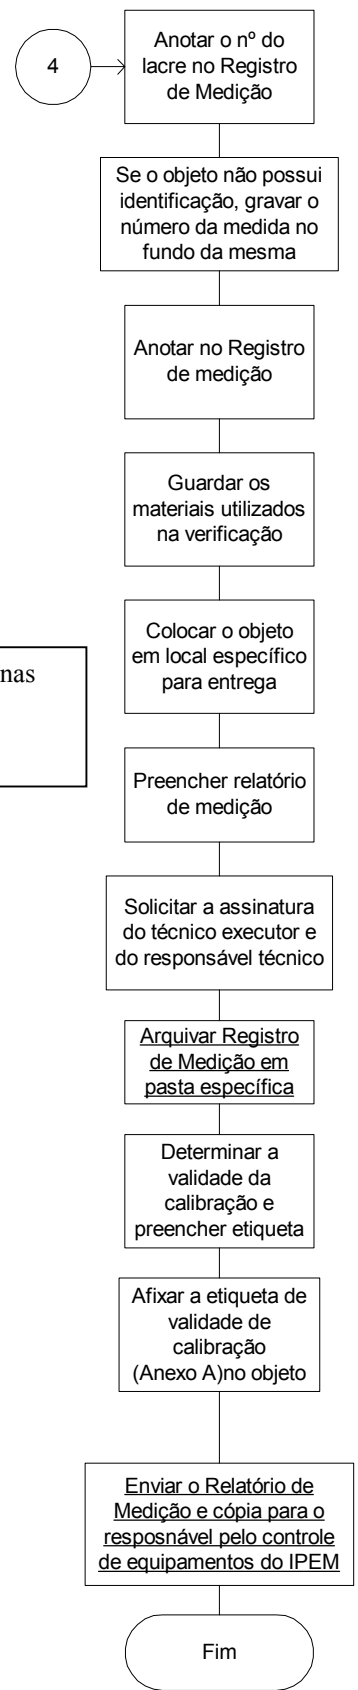 4
Anotar o nº do
lacre no Registro
de Medição
Se o objeto não possui
identificação, gravar o
número da medida no
fundo da mesma
Anotar no Registro
de medição
Guardar os
materiais utilizados
na verificação
Colocar o objeto
em local específico
para entrega
nas
Preencher relatório
de medição
Solicitar a assinatura
do técnico executor e
do responsável técnico
Arquivar Registro
de Medição em
pasta específica
Determinar a
validade da
calibração e
preencher etiqueta
Afixar a etiqueta de
validade de
calibração
(Anexo A)no objeto
Enviar o Relatório de
Medição e cópia para o
resposnável pelo controle
de equipamentos do IPEM
Fim